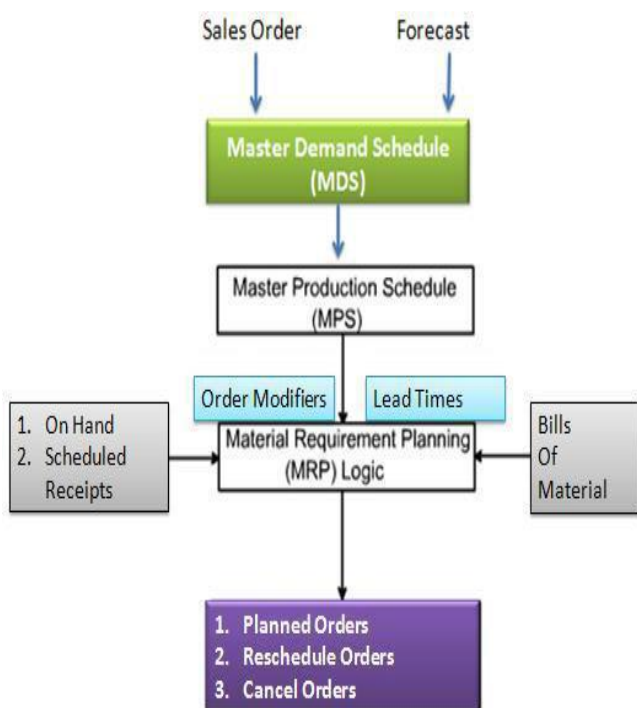 Sales Order
Forecast
Master Demand Schedule
(MDS)
Master Production Schedule
(MPS)
Order Modifiers
Lead Times
1. On Hand
2. Scheduled
Receipts
Material Requirement Planning
(MRP) Logic
Bills
Of
Material
1. Planned Orders
2. Reschedule Orders
3. Cancel Orders